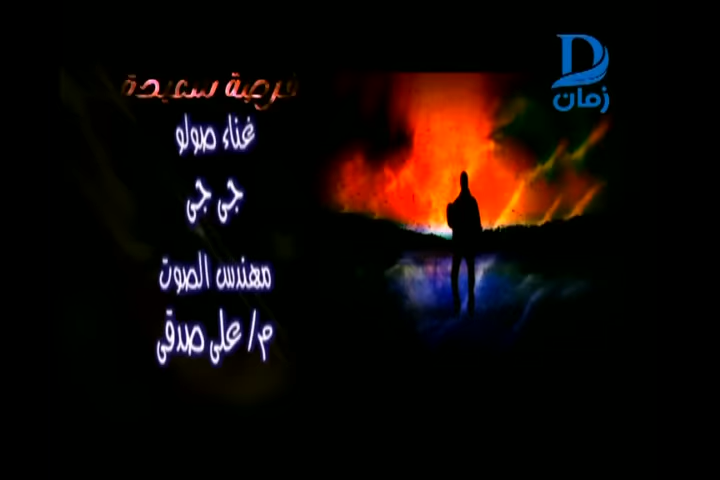 فرصة سعيدة
غناء صولو
جى جى
مهندس الصوت
م/ على صدقى
D
زمان